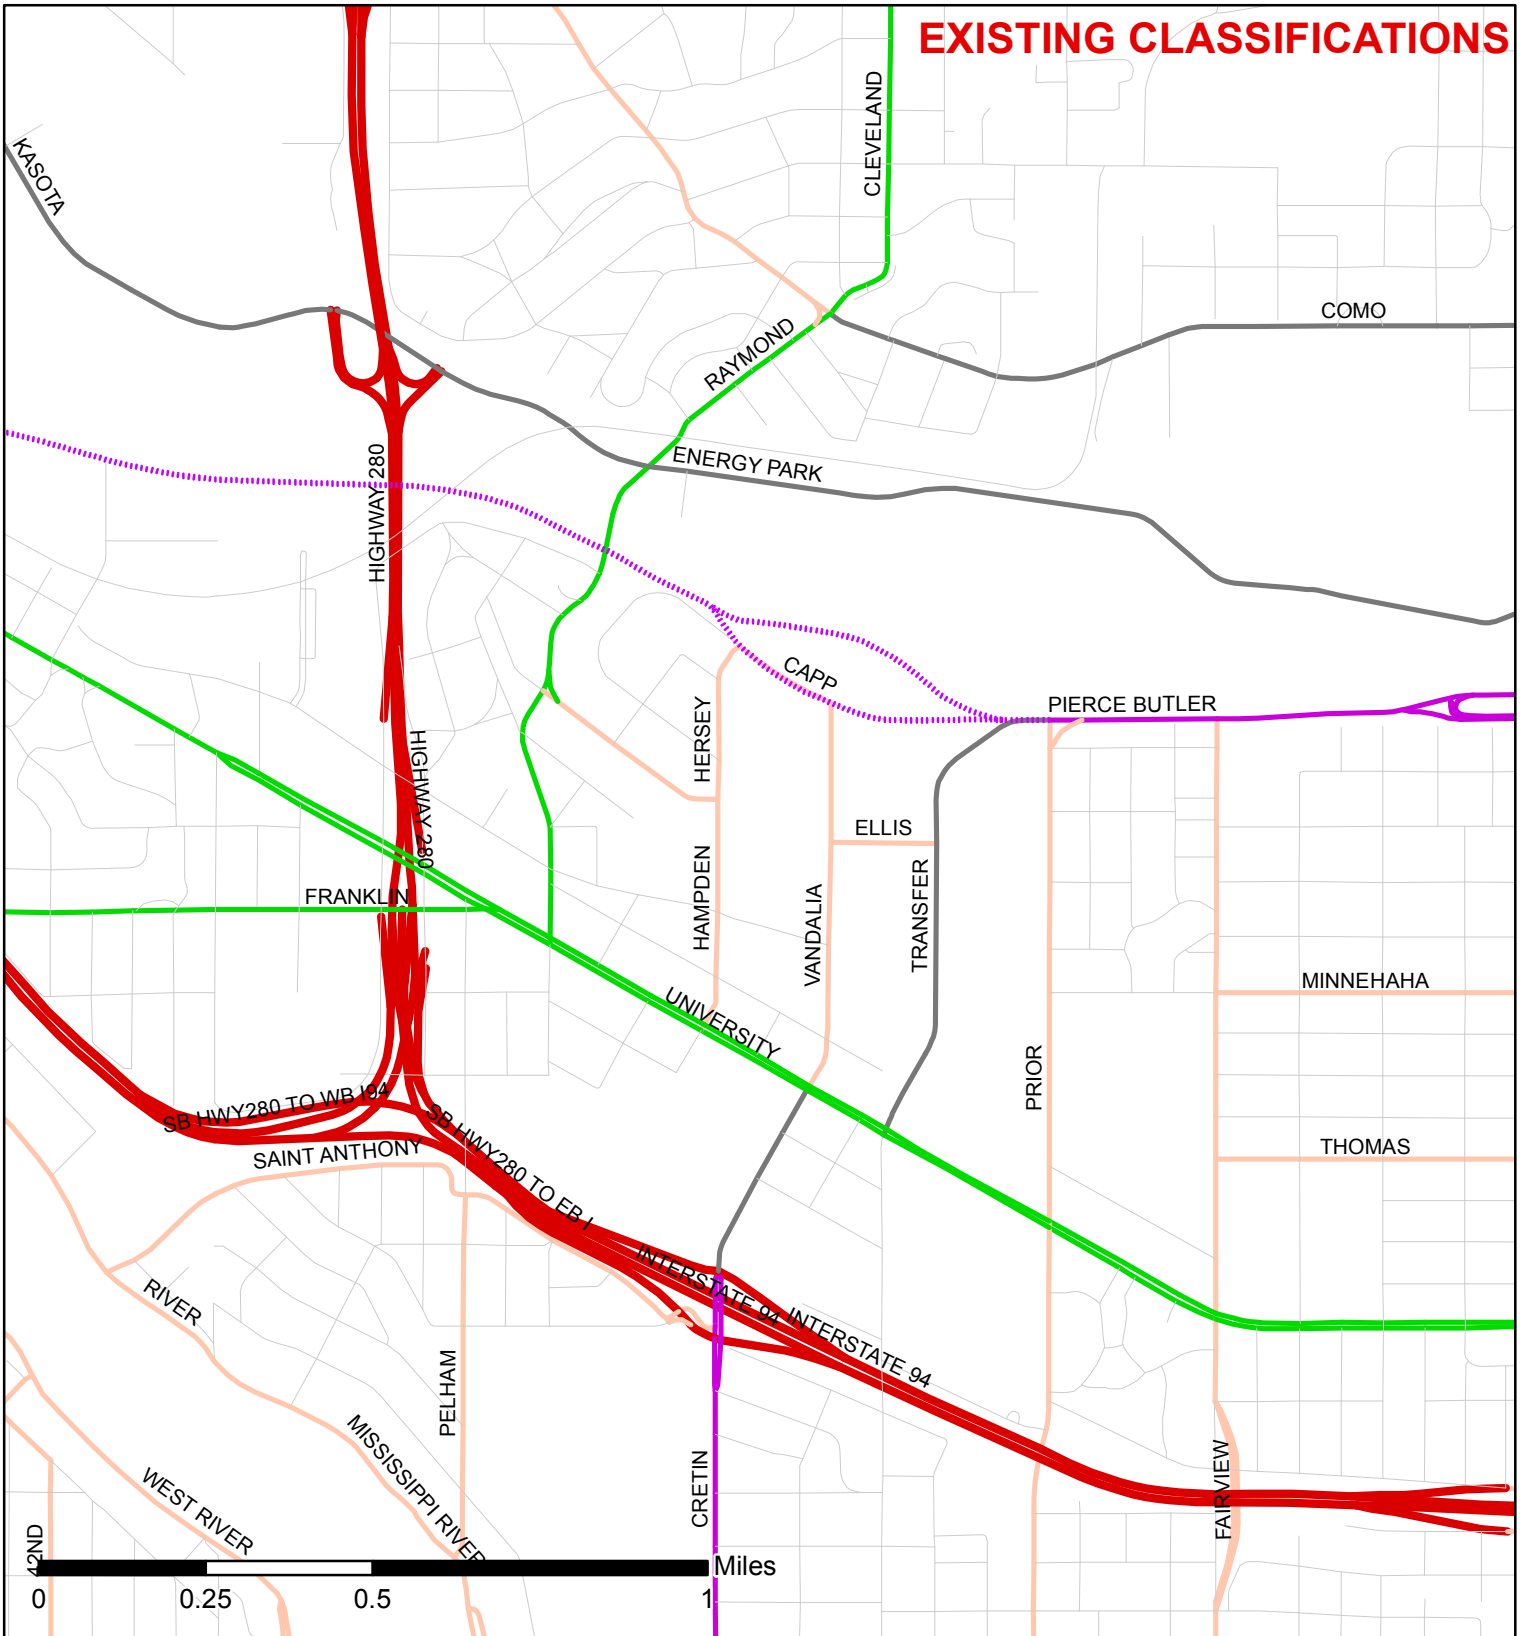 EXISTING CLASSIFICATIONS
CLEVELAND
KASOTA
COMO
RAYMOND
ENERGY PARK
HIGHWAY 280
CAPP
PIERCE BUTLER
HERSEY
HIGHWAY 280
ELLIS
FRANKLIN
HAMPDEN
VANDALIA
TRANSFER
MINNEHAHA
UNIVERSITY
PRIOR
SB HWY280 TO WB I94
SB HWY280 TO EB I
SAINT ANTHONY
THOMAS
INTERSTATE 94
INTERSTATE 94
RIVER
PELHAM
MISSISSIPPI RIVER
WEST RIVER
CRETIN
FAIRVIEW
42ND
Miles
0 0.25 0.5 1